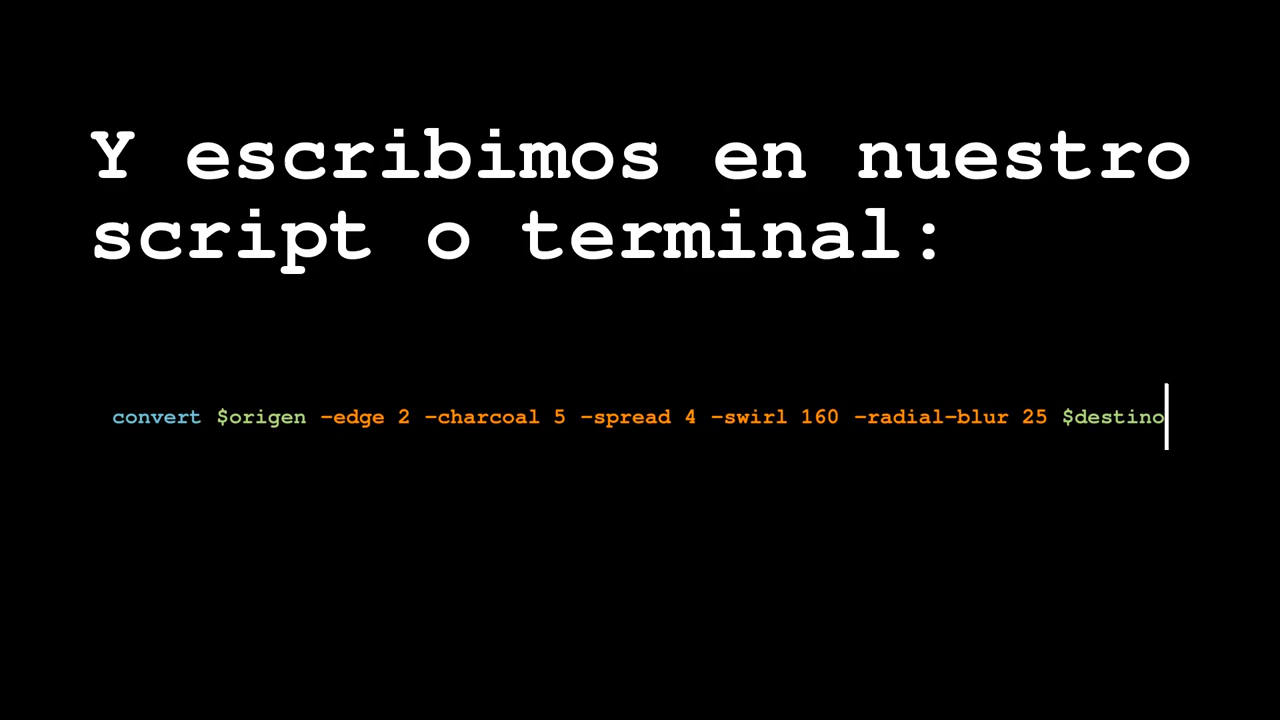 Y escribimos en nuestro
script o terminal:
convert $origen -edge 2 -charcoal 5 -spread 4 -swirl 160 -radial-blur 25 $destino